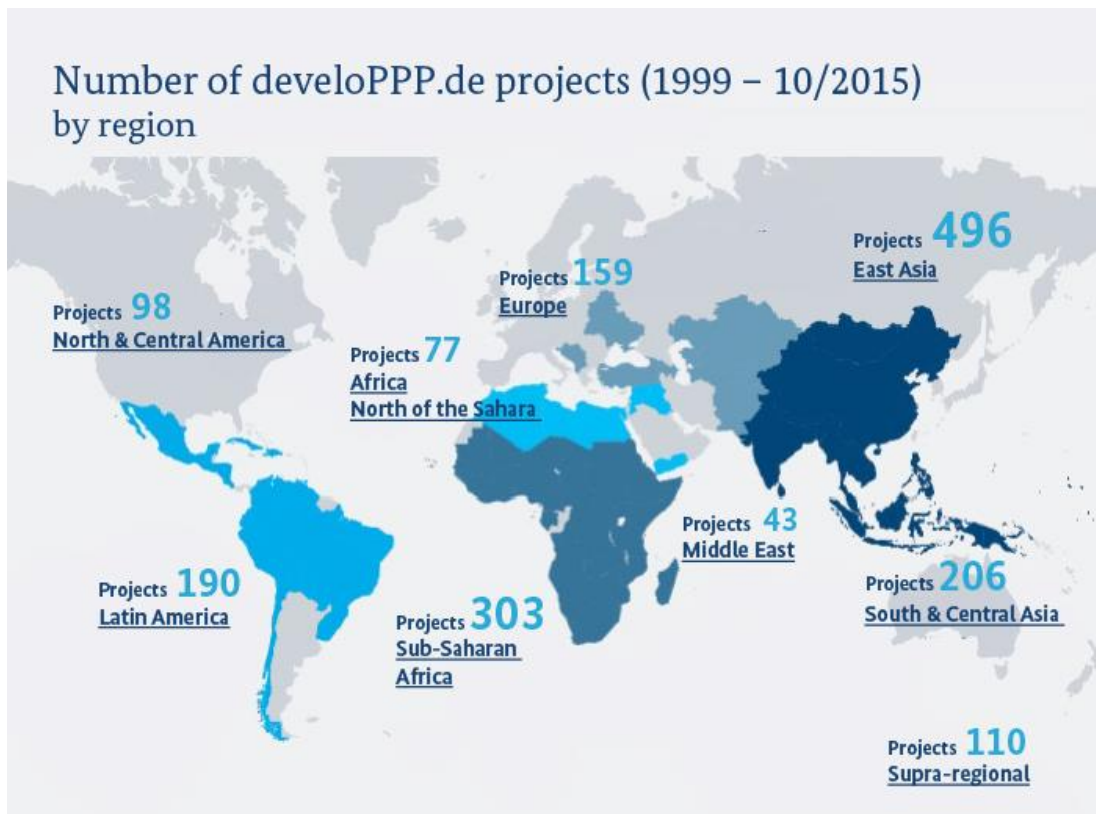 Number of develoPPP.de projects (1999 – 10/2015)
by region
Projects 496
East Asia
Projects 159
Europe
Projects 98
North & Central America
Projects 77
Africa
North of the Sahara
Projects 43
Middle East
Projects 206
South & Central Asia
Projects 190
Latin America
Projects 303
Sub-Saharan
Africa
Projects 110
Supra-regional